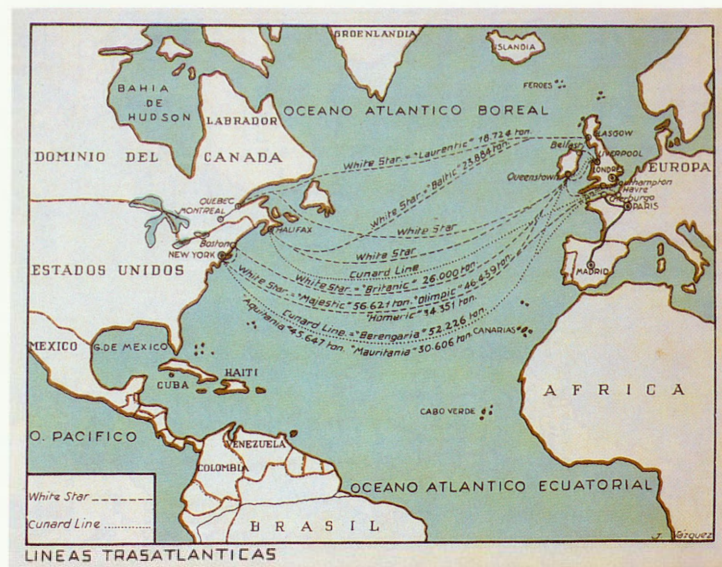 GROENLANDIA
ISLANDIA
BAHIA
DE
HUDSON
FEROES
OCEANO ATLANTICO BOREAL
LABRADOR
GLASGOW
White Star = "Laurentic" 18.724 ton.
Belfast
LIVERPOOL
DOMINIO DEL CANADA
White Star = "Baltic" 23.884 ton.
LONDRES
EUROPA
Queenstown
Southampton
Havre
Cherburgo
PARIS
QUEBEC
MONTREAL
HALIFAX
White Star
Boston
White Star
NEW YORK
Cunard Line
MADRID
ESTADOS UNIDOS
White Star = "Britanic" 26.000 ton.
White Star = "Majestic" 56.621 ton. "Olimpic" 46.439 ton.
"Homeric" 34.351 ton.
Cunard Line = "Berengaria" 52.226 ton.
"Aquitania" 45.647 ton. "Mauritania" 30.606 ton.
CANARIAS
MEXICO
G. DE MEXICO
CUBA
HAITI
AFRICA
CABO VERDE
O. PACIFICO
VENEZUELA
COLOMBIA
OCEANO ATLANTICO ECUATORIAL
White Star
Cunard Line
BRASIL
LINEAS TRASATLANTICAS